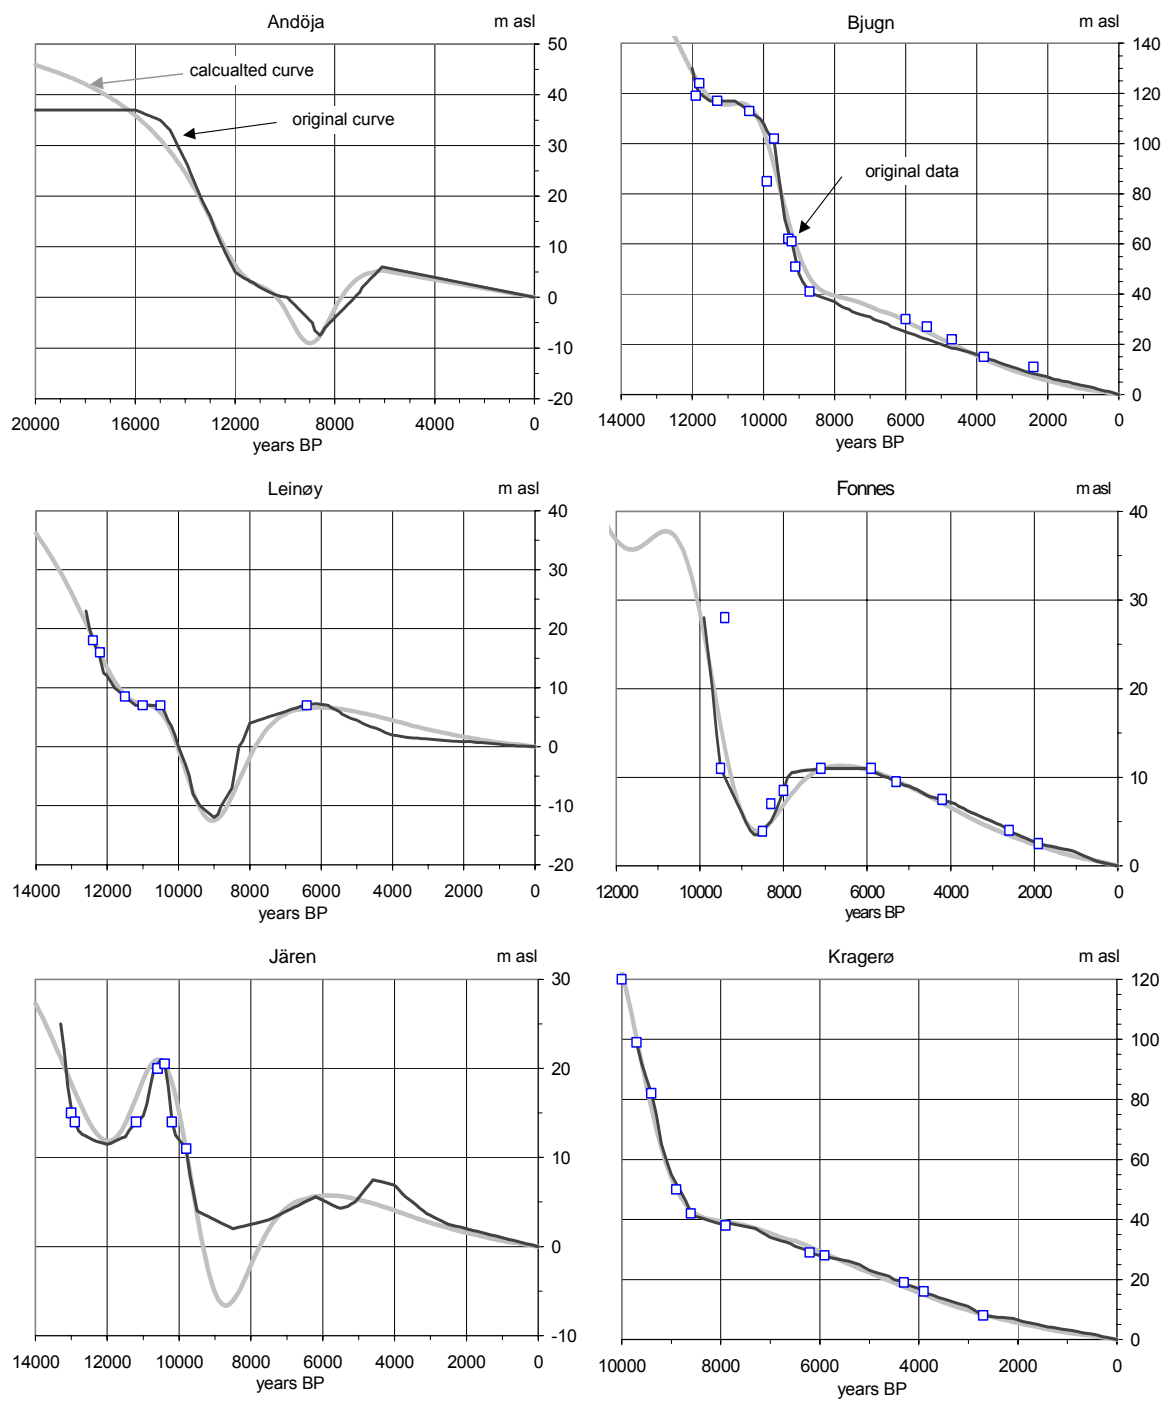 Andöja m asl
50
calcualted curve
40
original curve
30
20
10
0
-10
-20
20000 16000 12000 8000 4000 0
years BP
Bjugn m asl
140
120
100
original data
80
60
40
20
0
14000 12000 10000 8000 6000 4000 2000 0
years BP
Leinøy m asl
40
30
20
10
0
-10
-20
14000 12000 10000 8000 6000 4000 2000 0
years BP
Fonnes m asl
40
30
20
10
0
12000 10000 8000 6000 4000 2000 0
years BP
Jären m asl
30
20
10
0
-10
14000 12000 10000 8000 6000 4000 2000 0
years BP
Kragerø m asl
120
100
80
60
40
20
0
10000 8000 6000 4000 2000 0
years BP